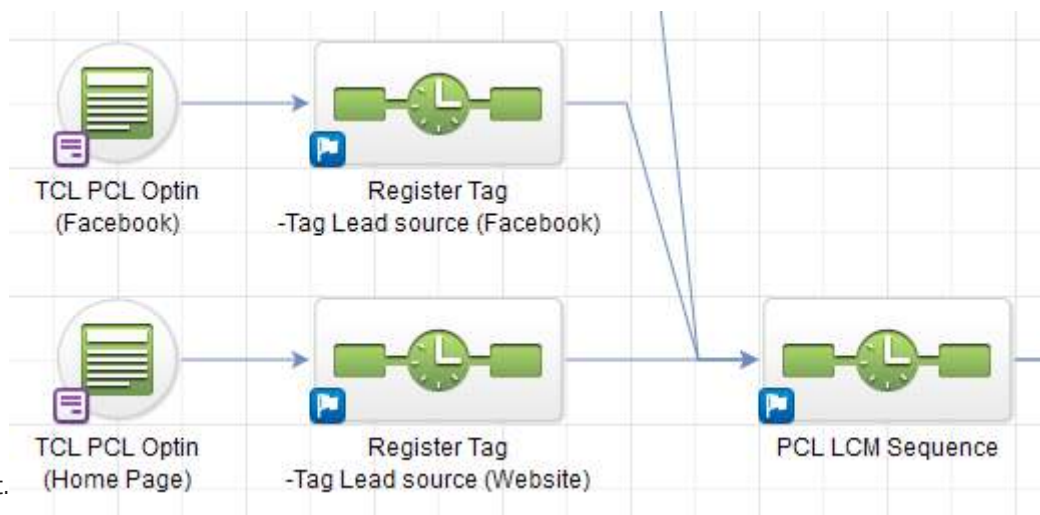 TCL PCL Optin
(Facebook)
Register Tag
-Tag Lead source (Facebook)
TCL PCL Optin
(Home Page)
Register Tag
-Tag Lead source (Website)
PCL LCM Sequence